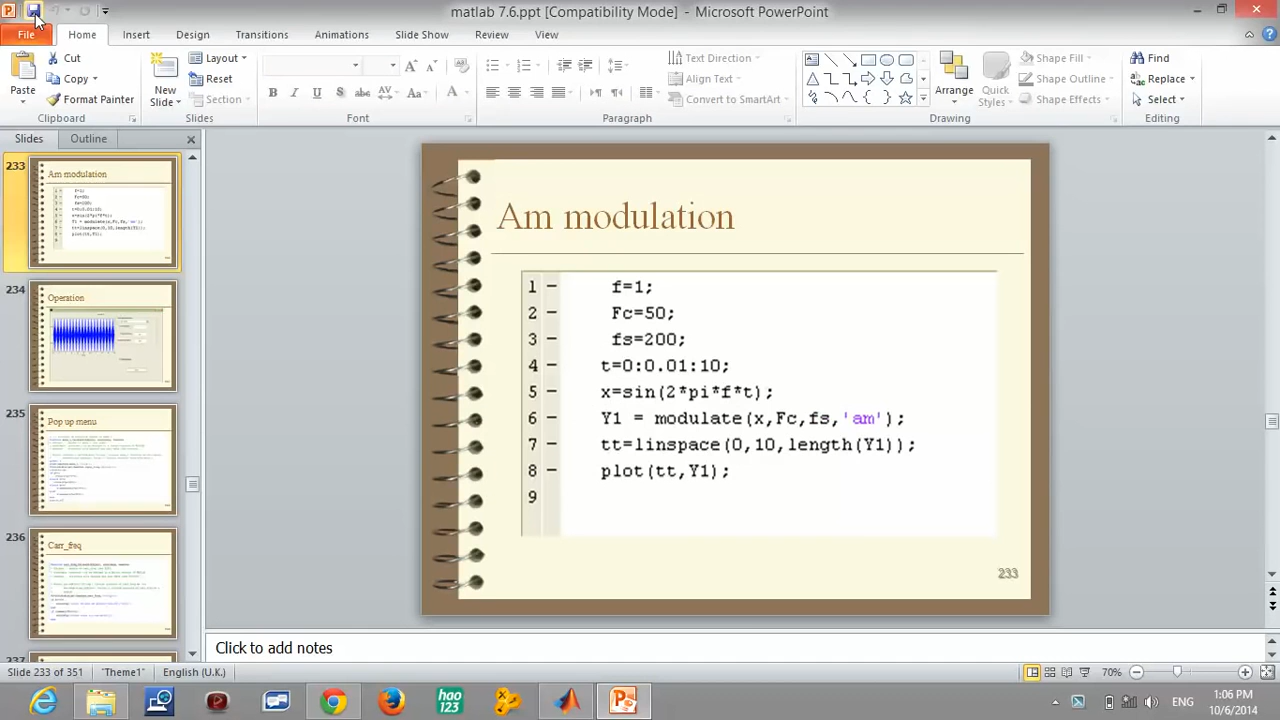 matlab 7.6.ppt [Compatibility Mode] - Microsoft PowerPoint
File Home Insert Design Transitions Animations Slide Show Review View
Cut
Copy
Format Painter
Paste
Clipboard
New Slide
Layout
Reset
Section
Slides
Font
Text Direction
Align Text
Convert to SmartArt
Paragraph
Arrange
Quick Styles
Shape Fill
Shape Outline
Shape Effects
Drawing
Find
Replace
Select
Editing
Slides Outline
233
Am modulation
234
Operation
235
Pop up menu
236
Carr_freq
237
Am modulation
1 f=1;
2 Fc=50;
3 fs=200;
4 t=0:0.01:10;
5 x=sin(2*pi*f*t);
6 Y1 = modulate(x,Fc,fs,'am');
7 tt=linspace(0,10,length(Y1));
8 plot(tt,Y1);
9
233
Click to add notes
Slide 233 of 351 "Theme1" English (U.K.) 70%
hao
123
ENG
1:06 PM
10/6/2014